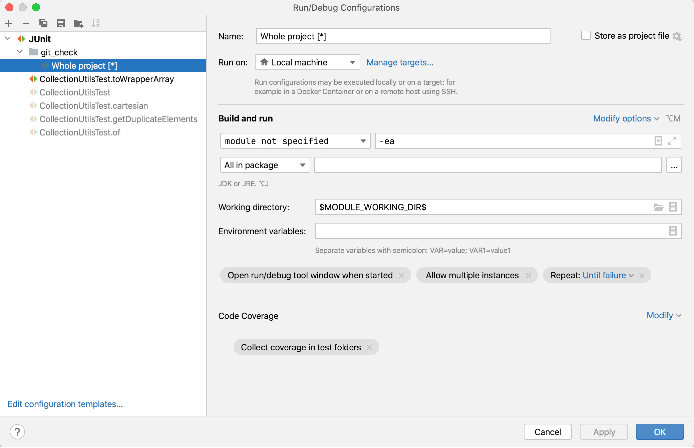 Run/Debug Configurations
JUnit
git_check
Whole project [*]
CollectionUtilsTest.toWrapperArray
CollectionUtilsTest
CollectionUtilsTest.cartesian
CollectionUtilsTest.getDuplicateElements
CollectionUtilsTest.of
Edit configuration templates...
Name: Whole project [*] Store as project file
Run on: Local machine Manage targets...
Run configurations may be executed locally or on a target: for
example in a Docker Container or on a remote host using SSH.
Build and run Modify options ⌥M
module not specified -ea
All in package ...
JDK or JRE. ⌥J
Working directory: $MODULE_WORKING_DIR$
Environment variables:
Separate variables with semicolon: VAR=value; VAR1=value1
Open run/debug tool window when started Allow multiple instances Repeat: Until failure
Code Coverage Modify
Collect coverage in test folders
? Cancel Apply OK